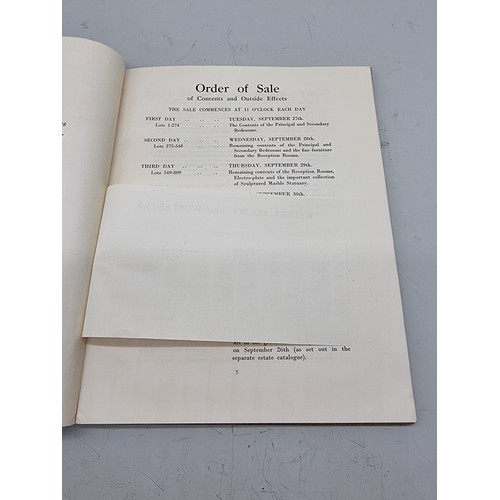 Order of Sale
of Contents and Outside Effects
THE SALE COMMENCES AT 11 O'CLOCK EACH DAY
FIRST DAY .. .. .. TUESDAY, SEPTEMBER 27th.
Lots 1-274 .. .. .. The Contents of the Principal and Secondary
Bedrooms.
SECOND DAY .. .. .. WEDNESDAY, SEPTEMBER 28th.
Lots 275-548 .. .. .. Remaining contents of the Principal and
Secondary Bedrooms and the fine furniture
from the Reception Rooms.
THIRD DAY .. .. .. THURSDAY, SEPTEMBER 29th.
Lots 549-809 .. .. .. Remaining contents of the Reception Rooms,
Electro-plate and the important collection
of Sculptured Marble Statuary.
SEPTEMBER 30th.
on September 26th (as set out in the
separate estate catalogue).